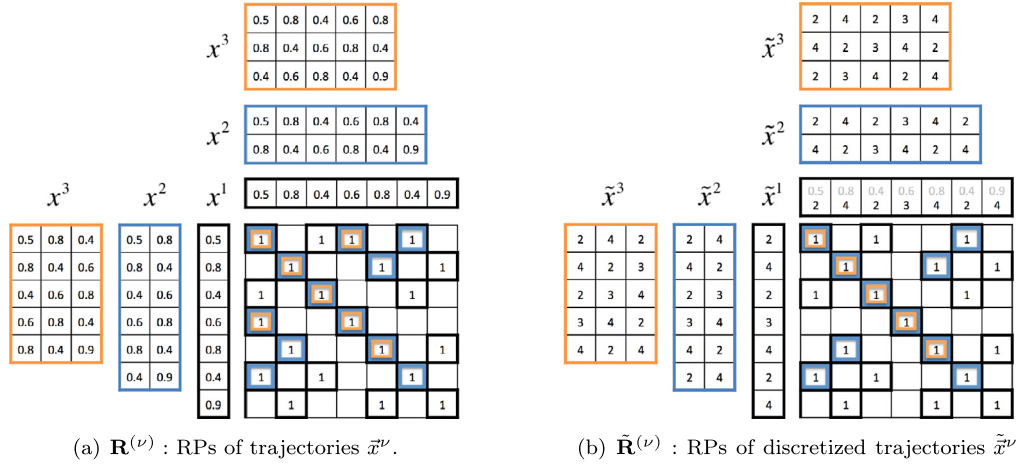 x³
0.5 0.8 0.4 0.6 0.8
0.8 0.4 0.6 0.8 0.4
0.4 0.6 0.8 0.4 0.9
x²
0.5 0.8 0.4 0.6 0.8 0.4
0.8 0.4 0.6 0.8 0.4 0.9
x³ x² x¹
0.5 0.8 0.4 0.6 0.8 0.4 0.9
0.5 0.8 0.4 0.5 0.8 0.5 1 1 1 1
0.8 0.4 0.6 0.8 0.4 0.8 1 1 1
0.4 0.6 0.8 0.4 0.6 0.4 1 1 1
0.6 0.8 0.4 0.6 0.8 0.6 1 1
0.8 0.4 0.9 0.8 0.4 0.8 1 1 1
0.4 0.9 0.4 1 1 1
0.9 1 1 1
(a) R^(ν) : RPs of trajectories x⃗^ν.
x̃³
2 4 2 3 4
4 2 3 4 2
2 3 4 2 4
x̃²
2 4 2 3 4 2
4 2 3 4 2 4
x̃³ x̃² x̃¹
0.5 0.8 0.4 0.6 0.8 0.4 0.9
2 4 2 3 4 2 4
2 4 2 2 4 2 1 1 1
4 2 3 4 2 4 1 1 1
2 3 4 2 3 2 1 1 1
3 4 2 3 4 3 1
4 2 4 4 2 4 1 1 1
2 4 2 1 1 1
4 1 1 1
(b) R̃^(ν) : RPs of discretized trajectories x̃⃗^ν